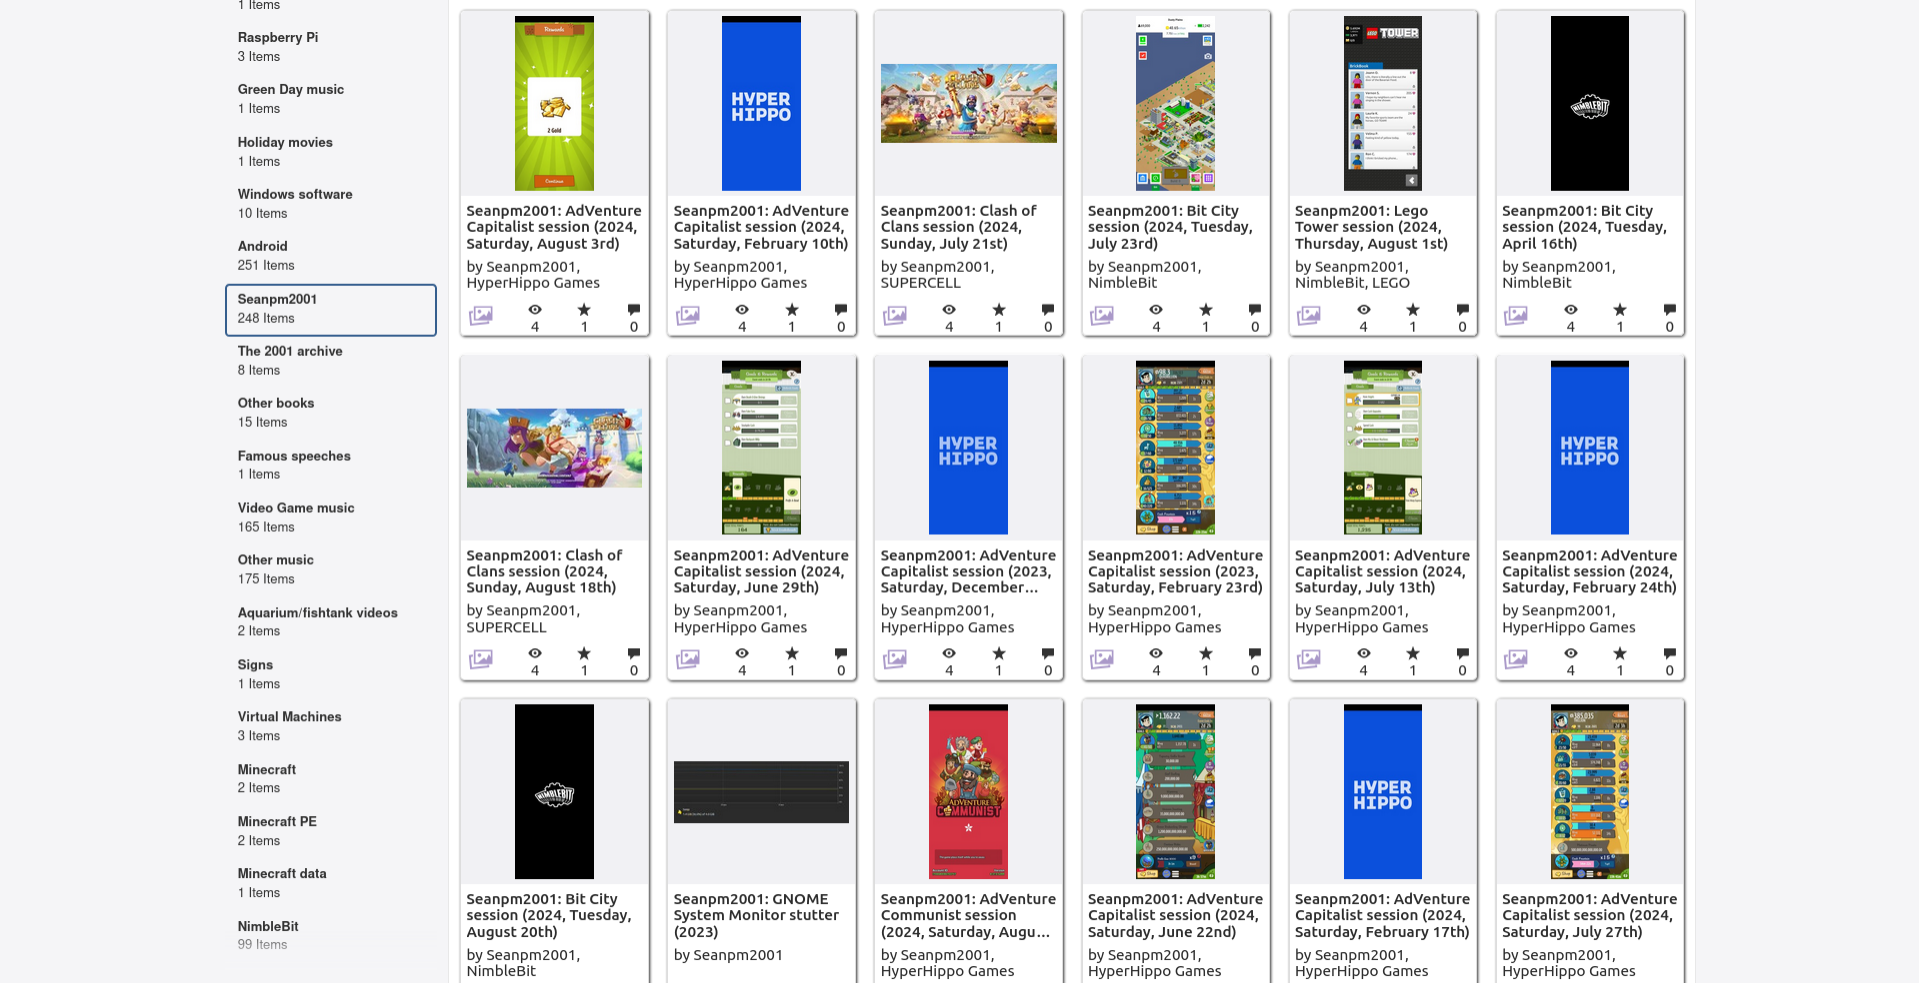 1 Items
Raspberry Pi
3 Items
Green Day music
1 Items
Holiday movies
1 Items
Windows software
10 Items
Android
251 Items
Seanpm2001
248 Items
The 2001 archive
8 Items
Other books
15 Items
Famous speeches
1 Items
Video Game music
165 Items
Other music
175 Items
Aquarium/fishtank videos
2 Items
Signs
1 Items
Virtual Machines
3 Items
Minecraft
2 Items
Minecraft PE
2 Items
Minecraft data
1 Items
NimbleBit
99 Items
Rewards
2 Gold
Continue
Seanpm2001: AdVenture
Capitalist session (2024,
Saturday, August 3rd)
by Seanpm2001,
HyperHippo Games
4 1 0
HYPER
HIPPO
Seanpm2001: AdVenture
Capitalist session (2024,
Saturday, February 10th)
by Seanpm2001,
HyperHippo Games
4 1 0
Seanpm2001: Clash of
Clans session (2024,
Sunday, July 21st)
by Seanpm2001,
SUPERCELL
4 1 0
Seanpm2001: Bit City
session (2024, Tuesday,
July 23rd)
by Seanpm2001,
NimbleBit
4 1 0
LEGO TOWER
Seanpm2001: Lego
Tower session (2024,
Thursday, August 1st)
by Seanpm2001,
NimbleBit, LEGO
4 1 0
NIMBLEBIT
Seanpm2001: Bit City
session (2024, Tuesday,
April 16th)
by Seanpm2001,
NimbleBit
4 1 0
Seanpm2001: Clash of
Clans session (2024,
Sunday, August 18th)
by Seanpm2001,
SUPERCELL
4 1 0
Seanpm2001: AdVenture
Capitalist session (2024,
Saturday, June 29th)
by Seanpm2001,
HyperHippo Games
4 1 0
HYPER
HIPPO
Seanpm2001: AdVenture
Capitalist session (2023,
Saturday, December...
by Seanpm2001,
HyperHippo Games
4 1 0
Seanpm2001: AdVenture
Capitalist session (2023,
Saturday, February 23rd)
by Seanpm2001,
HyperHippo Games
4 1 0
Seanpm2001: AdVenture
Capitalist session (2024,
Saturday, July 13th)
by Seanpm2001,
HyperHippo Games
4 1 0
HYPER
HIPPO
Seanpm2001: AdVenture
Capitalist session (2024,
Saturday, February 24th)
by Seanpm2001,
HyperHippo Games
4 1 0
NIMBLEBIT
Seanpm2001: Bit City
session (2024, Tuesday,
August 20th)
by Seanpm2001,
NimbleBit
Seanpm2001: GNOME
System Monitor stutter
(2023)
by Seanpm2001
ADVENTURE
COMMUNIST
Seanpm2001: AdVenture
Communist session
(2024, Saturday, Augu...
by Seanpm2001,
HyperHippo Games
Seanpm2001: AdVenture
Capitalist session (2024,
Saturday, June 22nd)
by Seanpm2001,
HyperHippo Games
HYPER
HIPPO
Seanpm2001: AdVenture
Capitalist session (2024,
Saturday, February 17th)
by Seanpm2001,
HyperHippo Games
Seanpm2001: AdVenture
Capitalist session (2024,
Saturday, July 27th)
by Seanpm2001,
HyperHippo Games